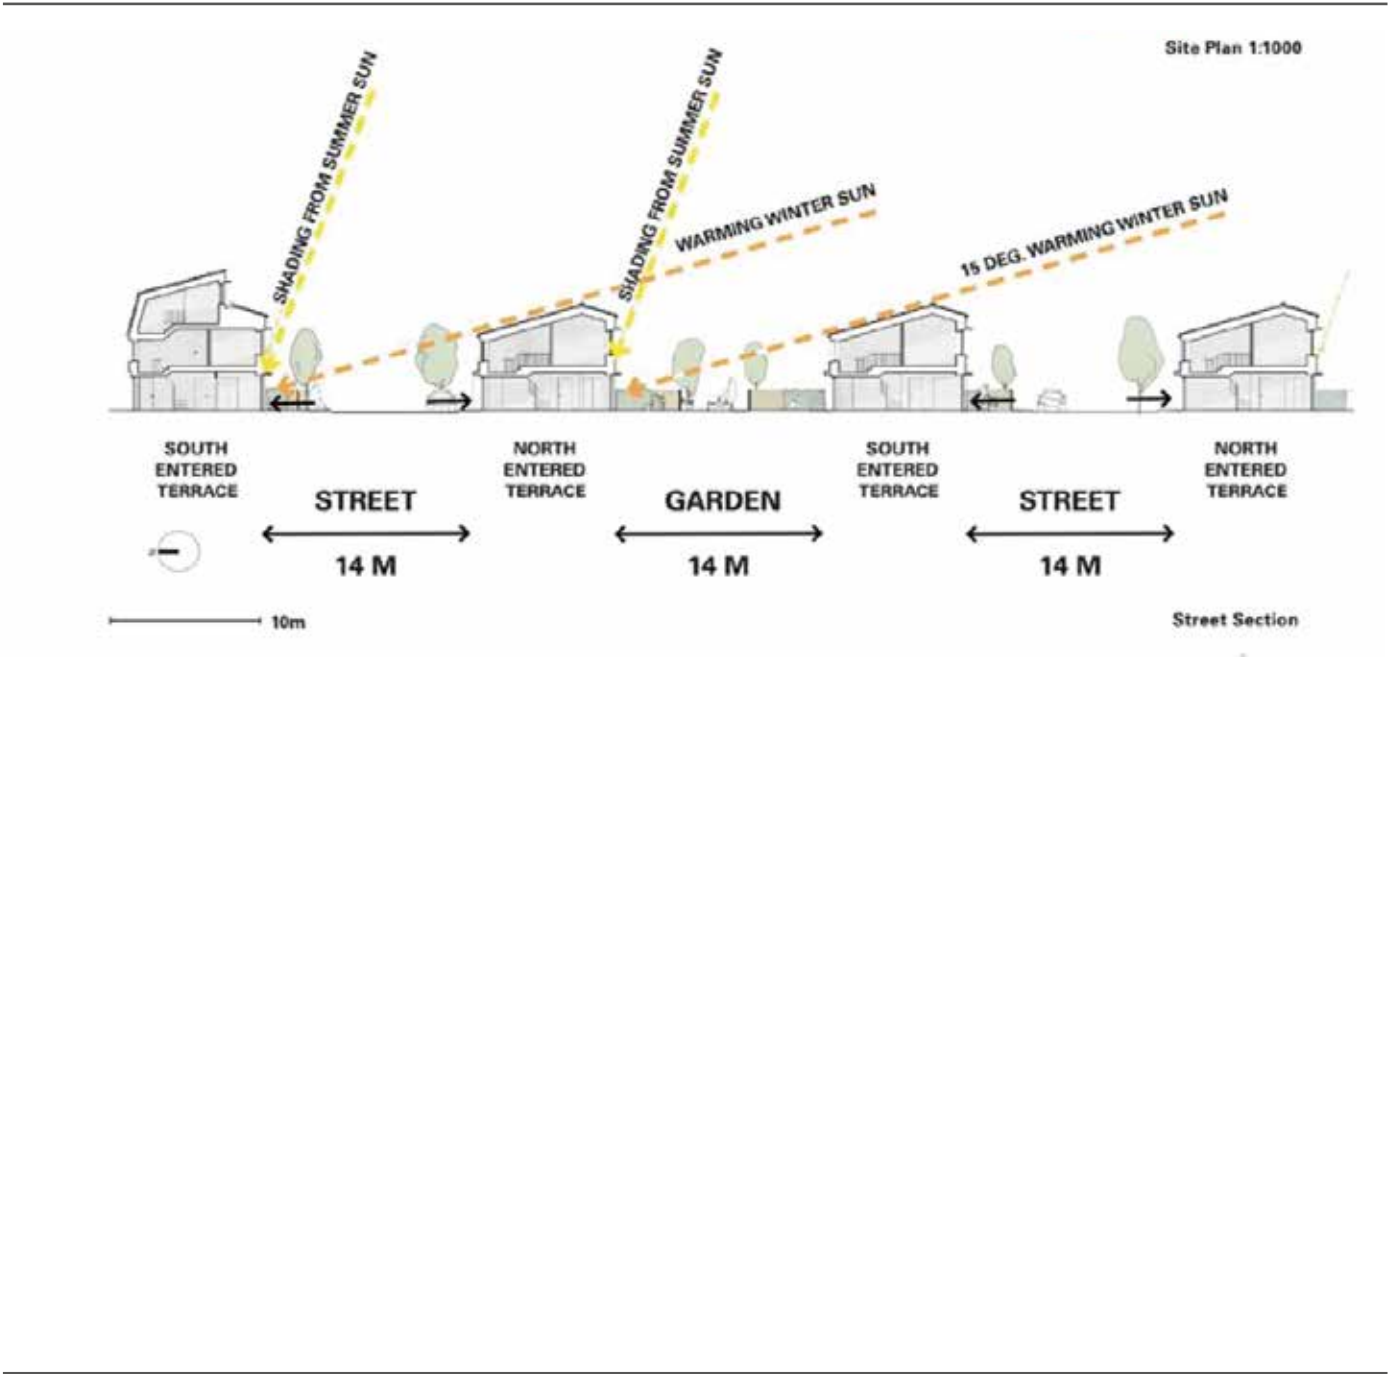 Site Plan 1:1000
SHADING FROM SUMMER SUN
SHADING FROM SUMMER SUN
WARMING WINTER SUN
15 DEG. WARMING WINTER SUN
SOUTH
ENTERED
TERRACE
NORTH
ENTERED
TERRACE
SOUTH
ENTERED
TERRACE
NORTH
ENTERED
TERRACE
STREET
GARDEN
STREET
14 M
14 M
14 M
10m
Street Section